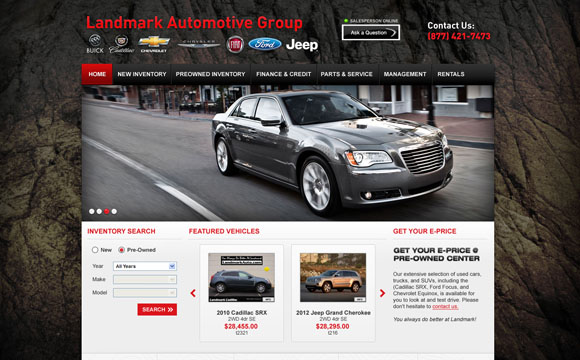 Landmark Automotive Group
SALESPERSON ONLINE
Ask a Question
Contact Us:
(877) 421-7473
BUICK
Cadillac
CHEVROLET
CHRYSLER
FIAT
Ford
Jeep
HOME NEW INVENTORY PREOWNED INVENTORY FINANCE & CREDIT PARTS & SERVICE MANAGEMENT RENTALS
INVENTORY SEARCH
New Pre-Owned
Year All Years
Make
Model
SEARCH
FEATURED VEHICLES
Landmark Cadillac
2010 Cadillac SRX
2WD 4dr SE
$28,455.00
t2321
2012 Jeep Grand Cherokee
2WD 4dr SE
$28,295.00
t216
GET YOUR E-PRICE
GET YOUR E-PRICE @
PRE-OWNED CENTER
Our extensive selection of used cars,
trucks, and SUVs, including the
(Cadillac SRX, Ford Focus, and
Chevrolet Equinox, is available for
you to look at and test drive. Please
don't hesitate to contact us.
You always do better at Landmark!